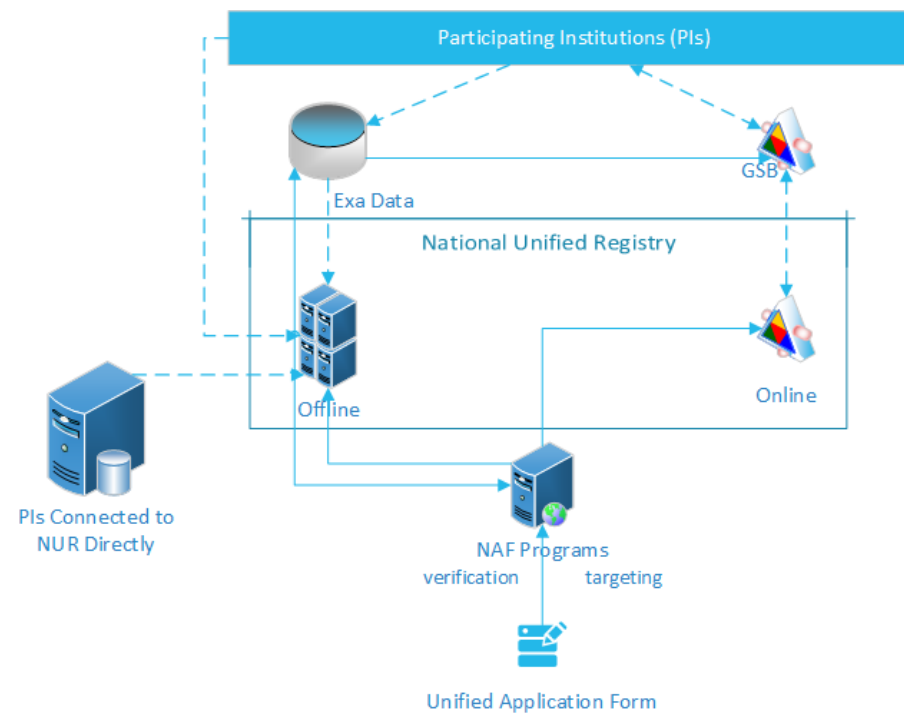 Participating Institutions (PIs)
GSB
Exa Data
National Unified Registry
Offline
Online
PIs Connected to
NUR Directly
NAF Programs
verification targeting
Unified Application Form